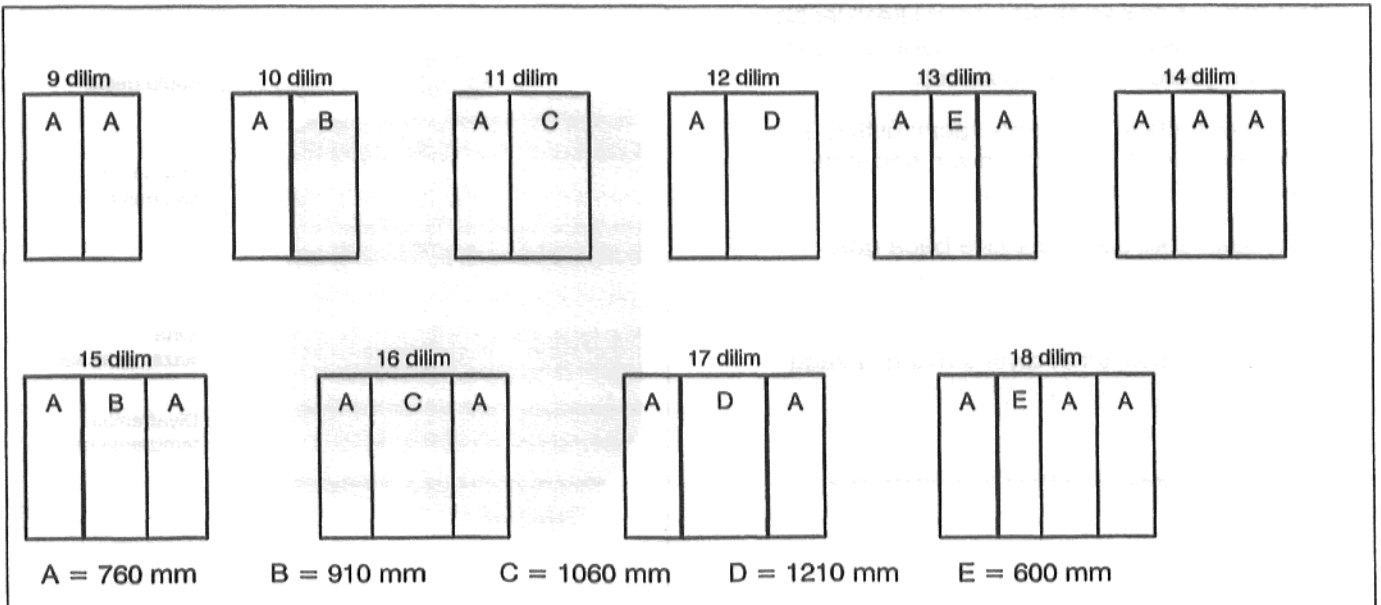 9 dilim 10 dilim 11 dilim 12 dilim 13 dilim 14 dilim
A A A B A C A D A E A A A A
15 dilim 16 dilim 17 dilim 18 dilim
A B A A C A A D A A E A A
A = 760 mm B = 910 mm C = 1060 mm D = 1210 mm E = 600 mm